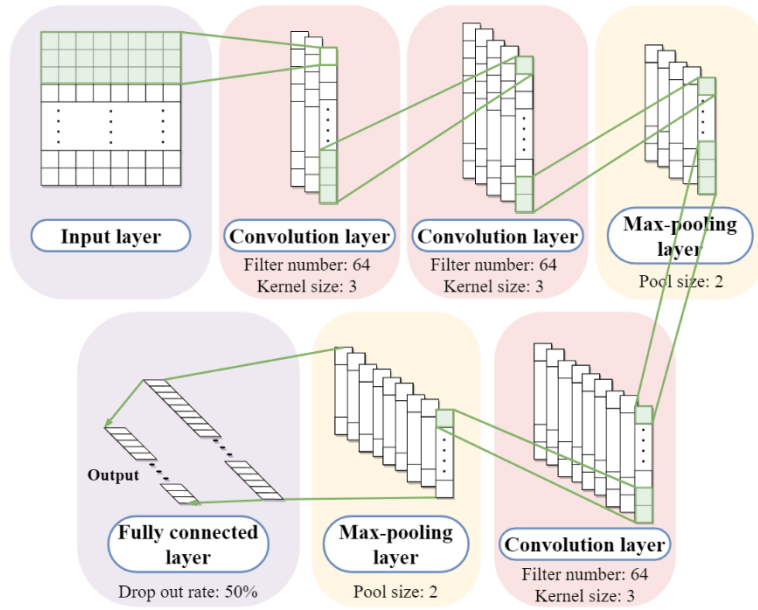 Input layer
Convolution layer
Filter number: 64
Kernel size: 3
Convolution layer
Filter number: 64
Kernel size: 3
Max-pooling
layer
Pool size: 2
Output
Fully connected
layer
Drop out rate: 50%
Max-pooling
layer
Pool size: 2
Convolution layer
Filter number: 64
Kernel size: 3